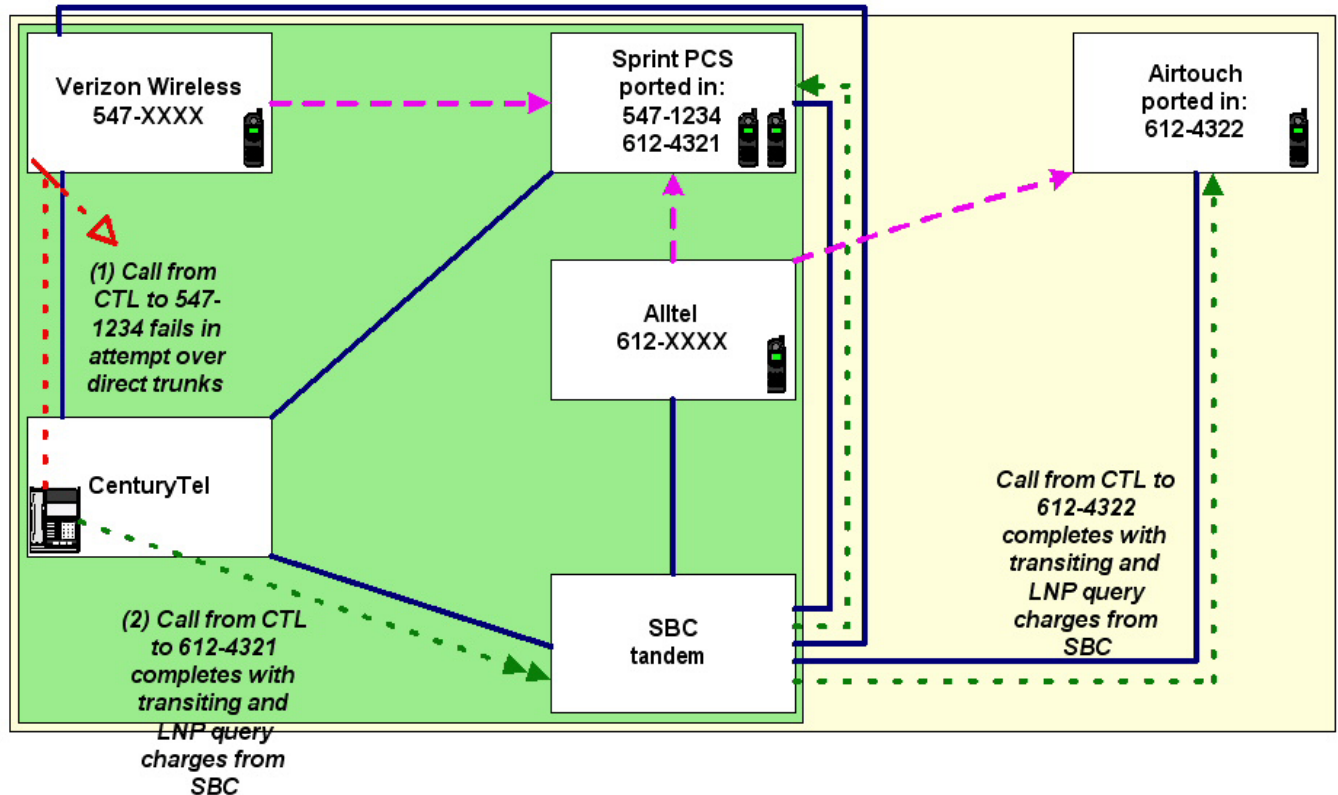 Verizon Wireless
547-XXXX
Sprint PCS
ported in:
547-1234
612-4321
Airtouch
ported in:
612-4322
(1) Call from
CTL to 547-
1234 fails in
attempt over
direct trunks
Alltel
612-XXXX
CenturyTel
Call from CTL to
612-4322
completes with
transiting and
LNP query
charges from
SBC
(2) Call from CTL
to 612-4321
completes with
transiting and
LNP query
charges from
SBC
SBC
tandem